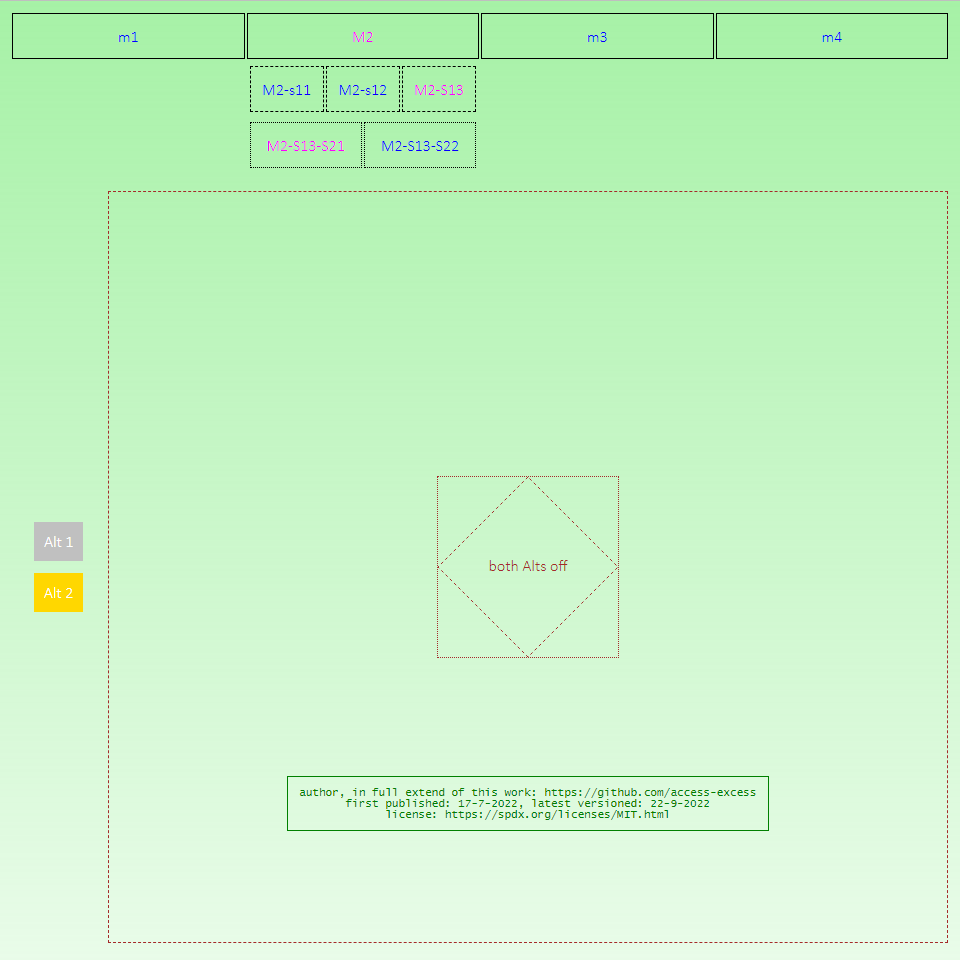 m1 M2 m3 m4
M2-s11 M2-s12 M2-S13
M2-S13-S21 M2-S13-S22
Alt 1
both Alts off
Alt 2
author, in full extend of this work: https://github.com/access-excess
first published: 17-7-2022, latest versioned: 22-9-2022
license: https://spdx.org/licenses/MIT.html